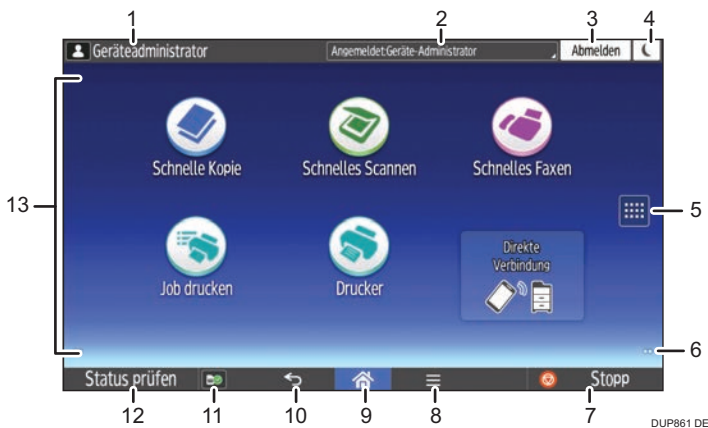 1
2
3
4
Geräteadministrator
Angemeldet:Geräte-Administrator
Abmelden
Schnelle Kopie
Schnelles Scannen
Schnelles Faxen
13
5
Job drucken
Drucker
Direkte
Verbindung
6
Status prüfen
Stopp
12
11
10
9
8
7
DUP861 DE